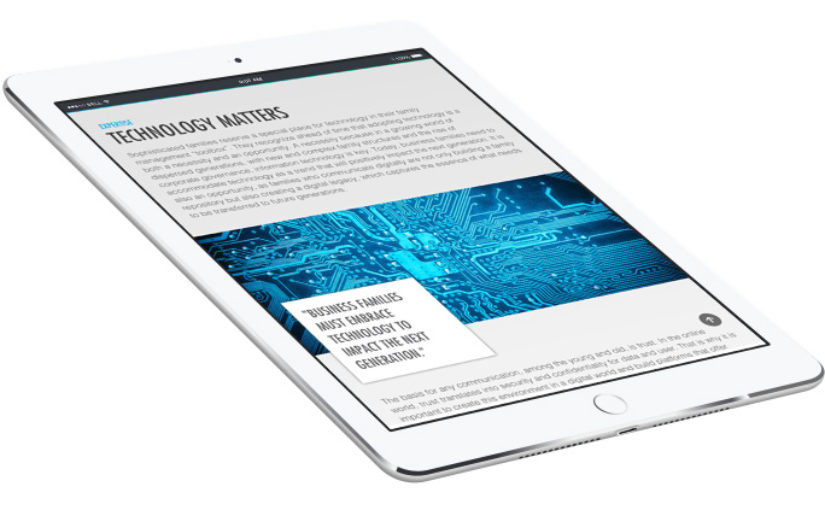 BELL
9:07 AM
100%
EXPERTISE
TECHNOLOGY MATTERS
Sophisticated families reserve a special place for technology in their family
management "toolbox". They recognize ahead of time that adopting technology is a
both a necessity and an opportunity. A necessity because in a growing world of
dispersed generations, with new and complex family structures and the rise of
corporate governance, information technology is key. Today, business families need to
accommodate technology as a trend that will positively impact the next generation. It is
also an opportunity, as families who communicate digitally are not only building a family
repository but also creating a digital legacy, which captures the essence of what needs
to be transferred to future generations.
"BUSINESS FAMILIES
MUST EMBRACE
TECHNOLOGY TO
IMPACT THE NEXT
GENERATION."
The basis for any communication, among the young and old, is trust. In the online
world, trust translates into security and confidentiality for data and user. That is why it is
important to create this environment in a digital world and build platforms that offer